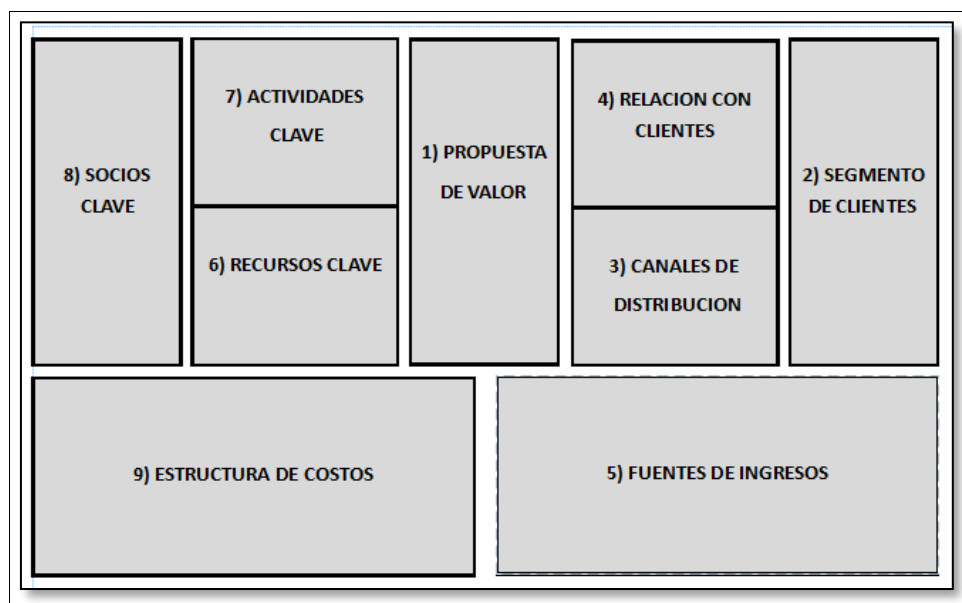 8) SOCIOS
CLAVE
7) ACTIVIDADES
CLAVE
6) RECURSOS CLAVE
1) PROPUESTA
DE VALOR
4) RELACION CON
CLIENTES
3) CANALES DE
DISTRIBUCION
2) SEGMENTO
DE CLIENTES
9) ESTRUCTURA DE COSTOS
5) FUENTES DE INGRESOS